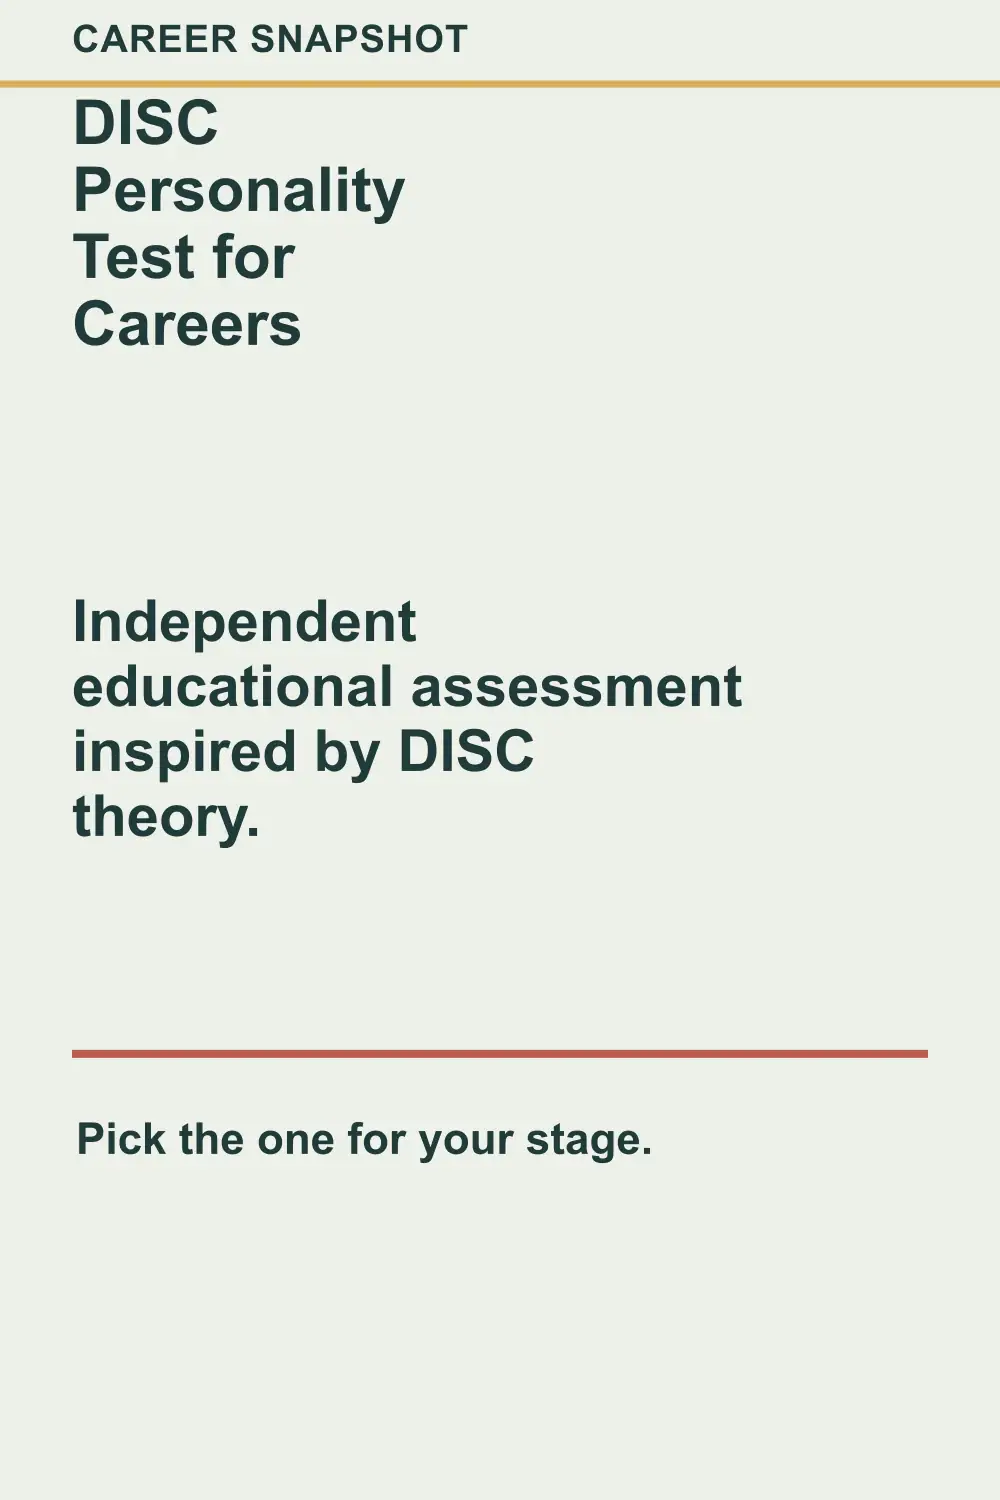 CAREER SNAPSHOT
DISC
Personality
Test for
Careers
Independent
educational assessment
inspired by DISC
theory.
Pick the one for your stage.